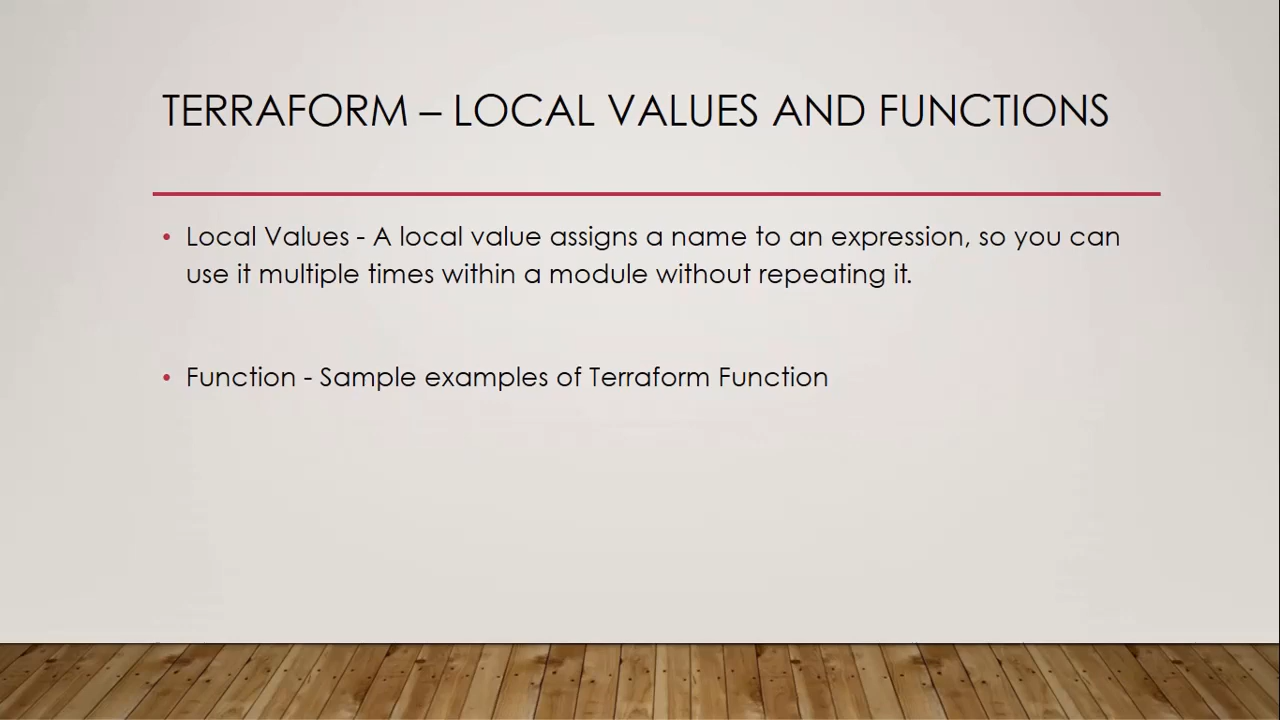 TERRAFORM – LOCAL VALUES AND FUNCTIONS
• Local Values - A local value assigns a name to an expression, so you can
use it multiple times within a module without repeating it.
• Function - Sample examples of Terraform Function